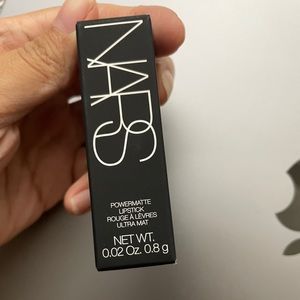 NARS
POWERMATTE
LIPSTICK
ROUGE À LÈVRES
ULTRA MAT
NET WT.
0.02 Oz. 0.8 g